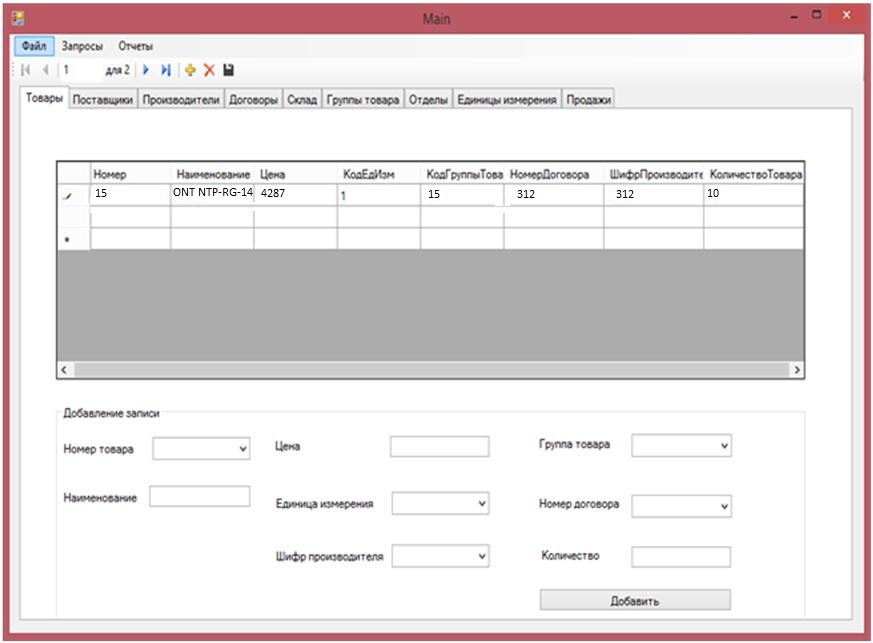 Main
Файл Запросы Отчеты
1 для 2
Товары Поставщики Производители Договоры Склад Группы товара Отделы Единицы измерения Продажи
Номер Наименование Цена КодЕдИзм КодГруппыТова НомерДоговора ШифрПроизводите КоличествоТовара
15 ONT NTP-RG-14 4287 1 15 312 312 10
Добавление записи
Номер товара Цена Группа товара
Наименование Единица измерения Номер договора
Шифр производителя Количество
Добавить